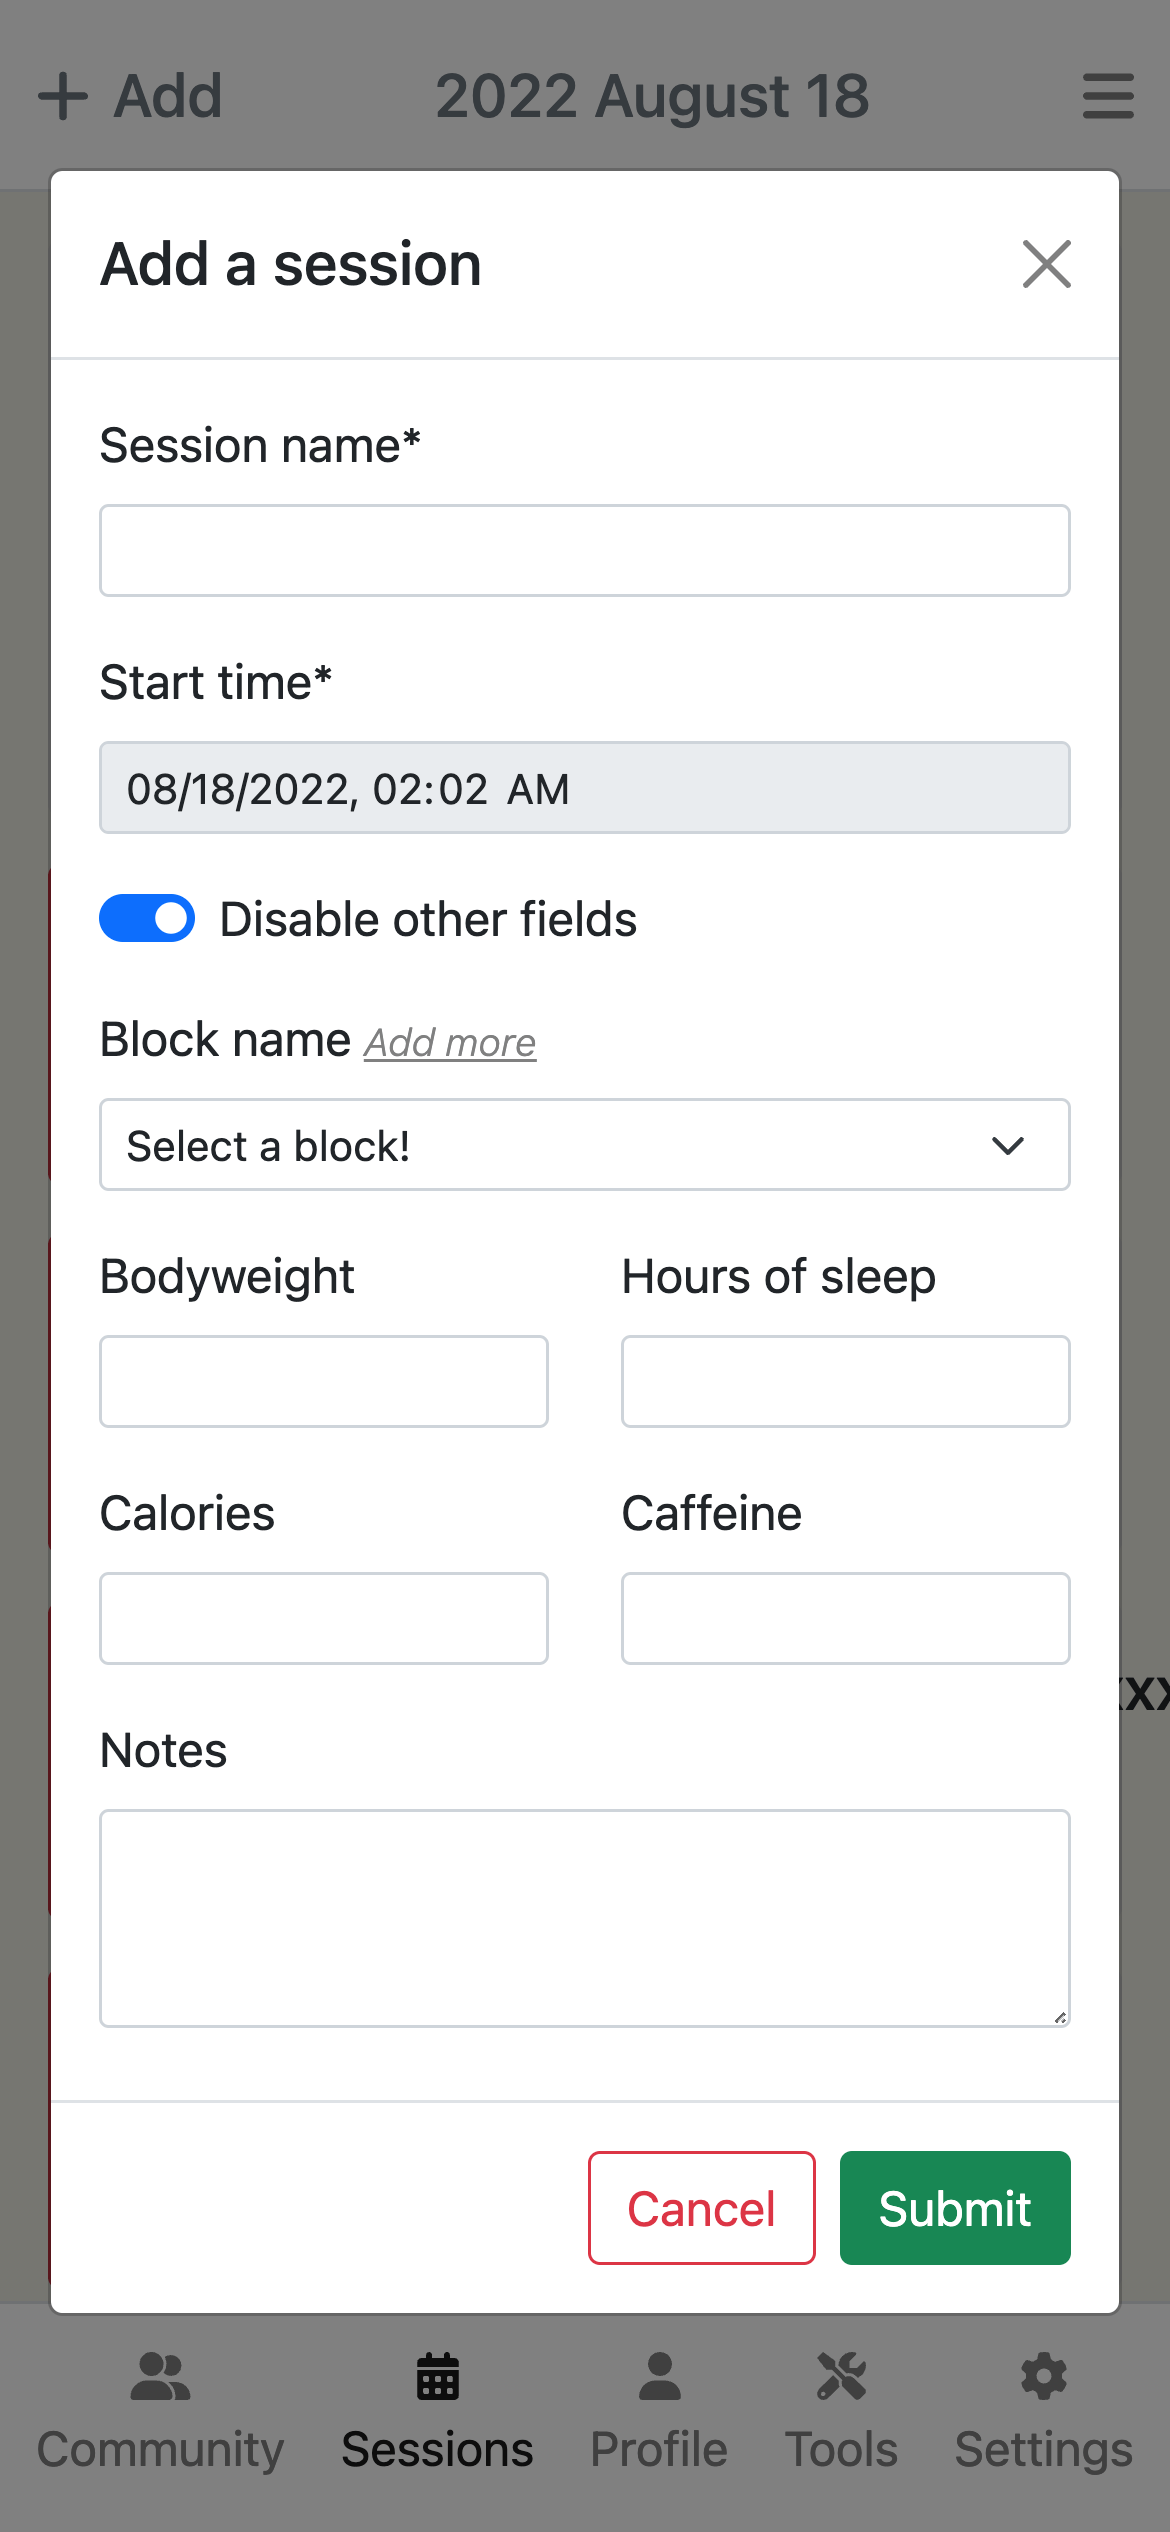 Add
2022 August 18
Add a session
Session name*
Start time*
08/18/2022, 02:02 AM
Disable other fields
Block name Add more
Select a block!
Bodyweight
Hours of sleep
Calories
Caffeine
Notes
Cancel
Submit
Community
Sessions
Profile
Tools
Settings